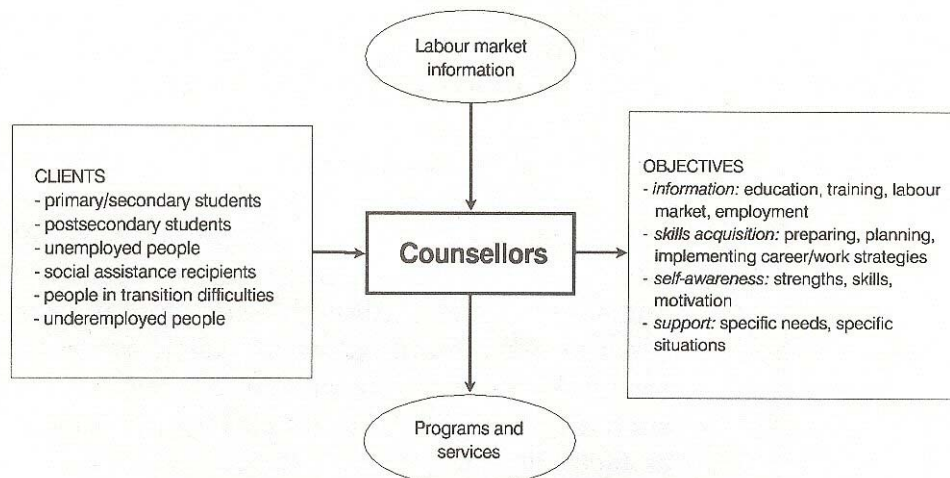 Labour market
information
CLIENTS
- primary/secondary students
- postsecondary students
- unemployed people
- social assistance recipients
- people in transition difficulties
- underemployed people
Counsellors
OBJECTIVES
- information: education, training, labour
market, employment
- skills acquisition: preparing, planning,
implementing career/work strategies
- self-awareness: strengths, skills,
motivation
- support: specific needs, specific
situations
Programs and
services